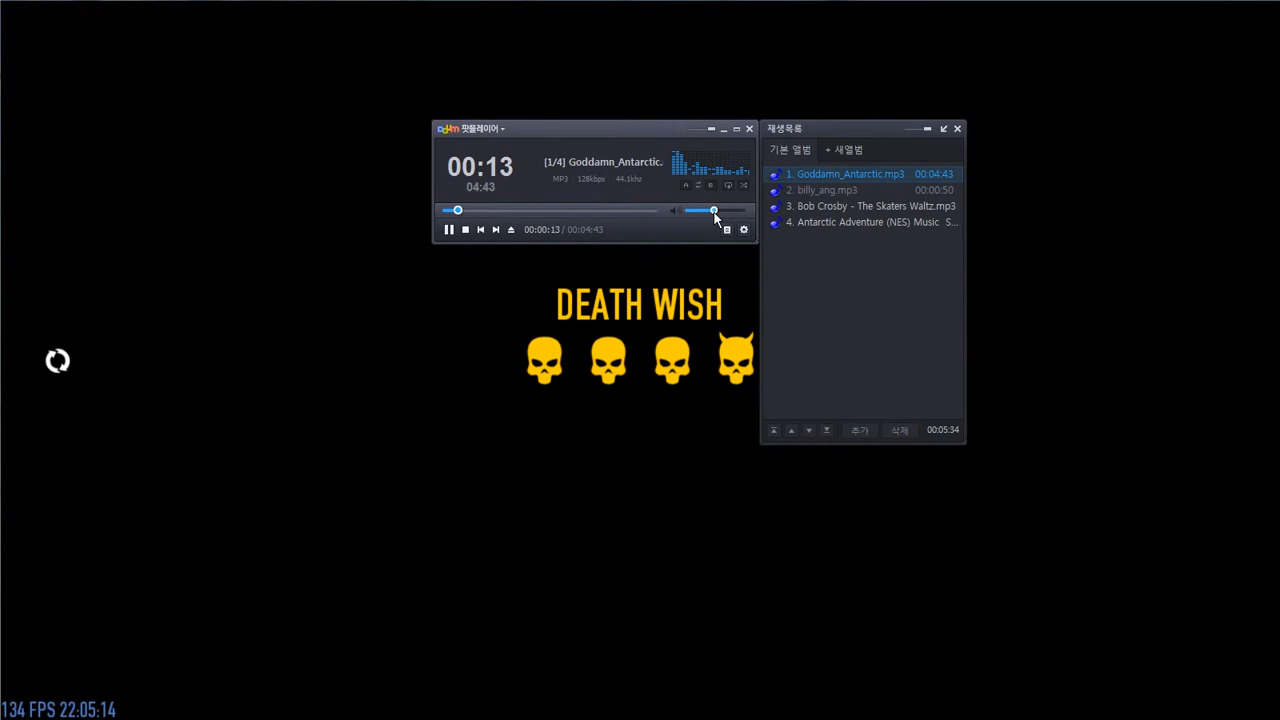 Daum 팟플레이어
00:13
04:43
[1/4] Goddamn_Antarctic.
MP3 128kbps 44.1khz
A B
00:00:13 / 00:04:43
재생목록
기본 앨범 + 새앨범
1. Goddamn_Antarctic.mp3 00:04:43
2. billy_ang.mp3 00:00:50
3. Bob Crosby - The Skaters Waltz.mp3
4. Antarctic Adventure (NES) Music S...
추가 삭제 00:05:34
DEATH WISH
134 FPS 22:05:14